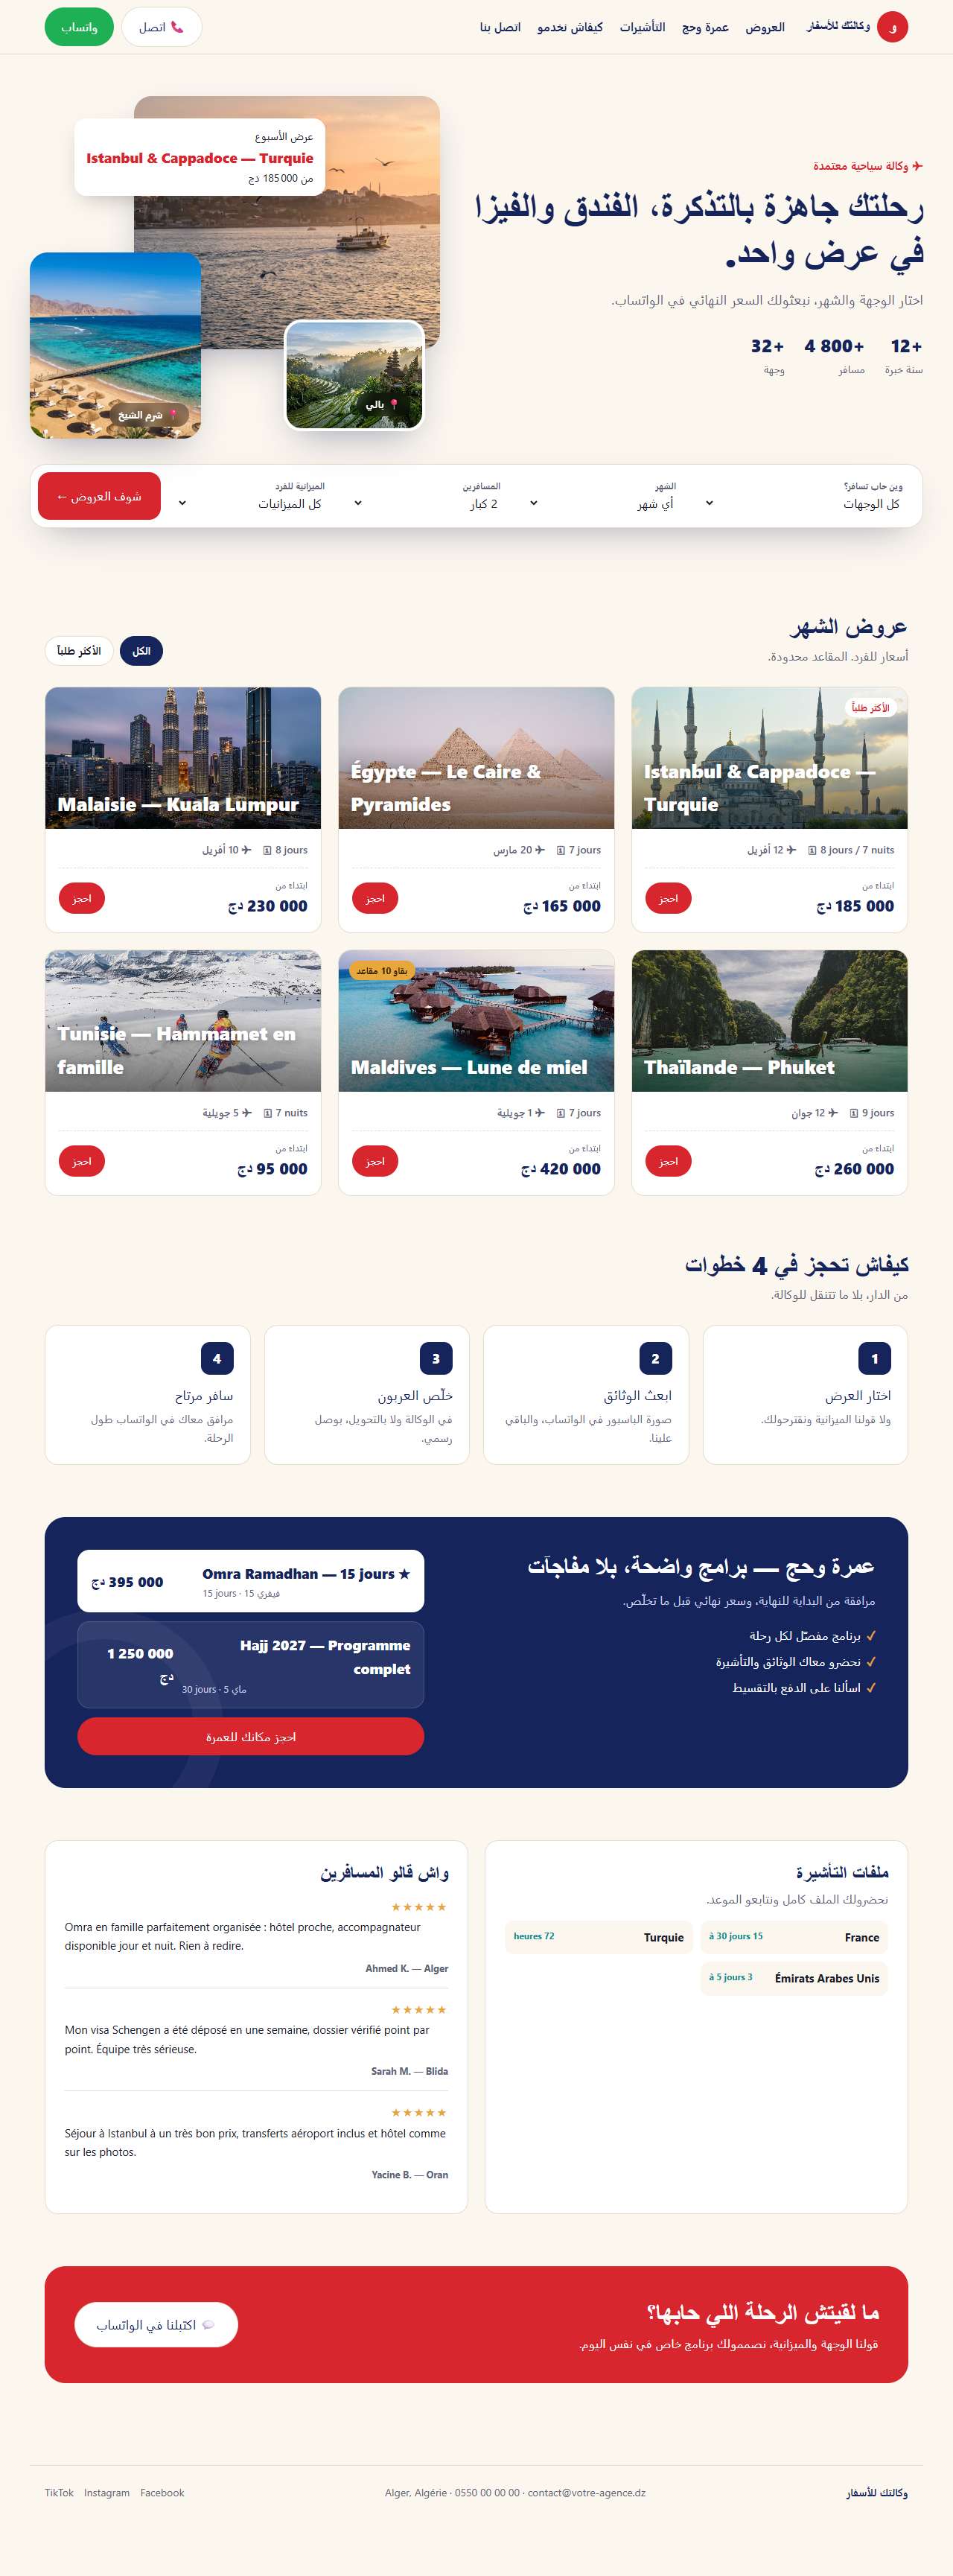 و
وكالتك للأسفار
العروض
عمرة وحج
التأشيرات
كيفاش نخدمو
اتصل بنا
📞 اتصل
واتساب
✈ وكالة سياحية معتمدة
رحلتك جاهزة بالتذكرة، الفندق والفيزا
في عرض واحد.
اختار الوجهة والشهر، نبعثولك السعر النهائي في الواتساب.
12+
سنة خبرة
4 800+
مسافر
32+
وجهة
عرض الأسبوع
Istanbul & Cappadoce — Turquie
من 185 000 دج
📍 شرم الشيخ
📍 بالي
وين حاب تسافر؟
كل الوجهات
الشهر
أي شهر
المسافرين
2 كبار
الميزانية للفرد
كل الميزانيات
شوف العروض ←
عروض الشهر
أسعار للفرد. المقاعد محدودة.
الكل
الأكثر طلباً
الأكثر طلباً
Istanbul & Cappadoce —
Turquie
8 jours / 7 nuits ✈ 12 أفريل
ابتداء من
185 000 دج
احجز
Égypte — Le Caire &
Pyramides
7 jours ✈ 20 مارس
ابتداء من
165 000 دج
احجز
Malaisie — Kuala Lumpur
8 jours ✈ 10 أفريل
ابتداء من
230 000 دج
احجز
Thaïlande — Phuket
9 jours ✈ 12 جوان
ابتداء من
260 000 دج
احجز
بقاو 10 مقاعد
Maldives — Lune de miel
7 jours ✈ 1 جويلية
ابتداء من
420 000 دج
احجز
Tunisie — Hammamet en
famille
7 nuits ✈ 5 جويلية
ابتداء من
95 000 دج
احجز
كيفاش تحجز في 4 خطوات
من الدار، بلا ما تتنقل للوكالة.
1
اختار العرض
ولا قولنا الميزانية ونقترحولك.
2
ابعث الوثائق
صورة الباسبور في الواتساب، والباقي
علينا.
3
خلّص العربون
في الوكالة ولا بالتحويل، بوصل
رسمي.
4
سافر مرتاح
مرافق معاك في الواتساب طول
الرحلة.
عمرة وحج — برامج واضحة، بلا مفاجآت
مرافقة من البداية للنهاية، وسعر نهائي قبل ما تخلّص.
✓ برنامج مفصّل لكل رحلة
✓ نحضرو معاك الوثائق والتأشيرة
✓ اسألنا على الدفع بالتقسيط
★ Omra Ramadhan — 15 jours
15 jours · 15 فيفري
395 000 دج
Hajj 2027 — Programme
complet
30 jours · 5 ماي
1 250 000
دج
احجز مكانك للعمرة
ملفات التأشيرة
نحضرولك الملف كامل ونتابعو الموعد.
France
15 à 30 jours
Turquie
72 heures
Émirats Arabes Unis
3 à 5 jours
واش قالو المسافرين
★★★★★
Omra en famille parfaitement organisée : hôtel proche, accompagnateur
disponible jour et nuit. Rien à redire.
Ahmed K. — Alger
★★★★★
Mon visa Schengen a été déposé en une semaine, dossier vérifié point par
point. Équipe très sérieuse.
Sarah M. — Blida
★★★★★
Séjour à Istanbul à un très bon prix, transferts aéroport inclus et hôtel comme
sur les photos.
Yacine B. — Oran
ما لقيتش الرحلة اللي حابها؟
قولنا الوجهة والميزانية، نصممولك برنامج خاص في نفس اليوم.
💬 اكتبلنا في الواتساب
وكالتك للأسفار
Alger, Algérie · 0550 00 00 00 · contact@votre-agence.dz
TikTok Instagram Facebook